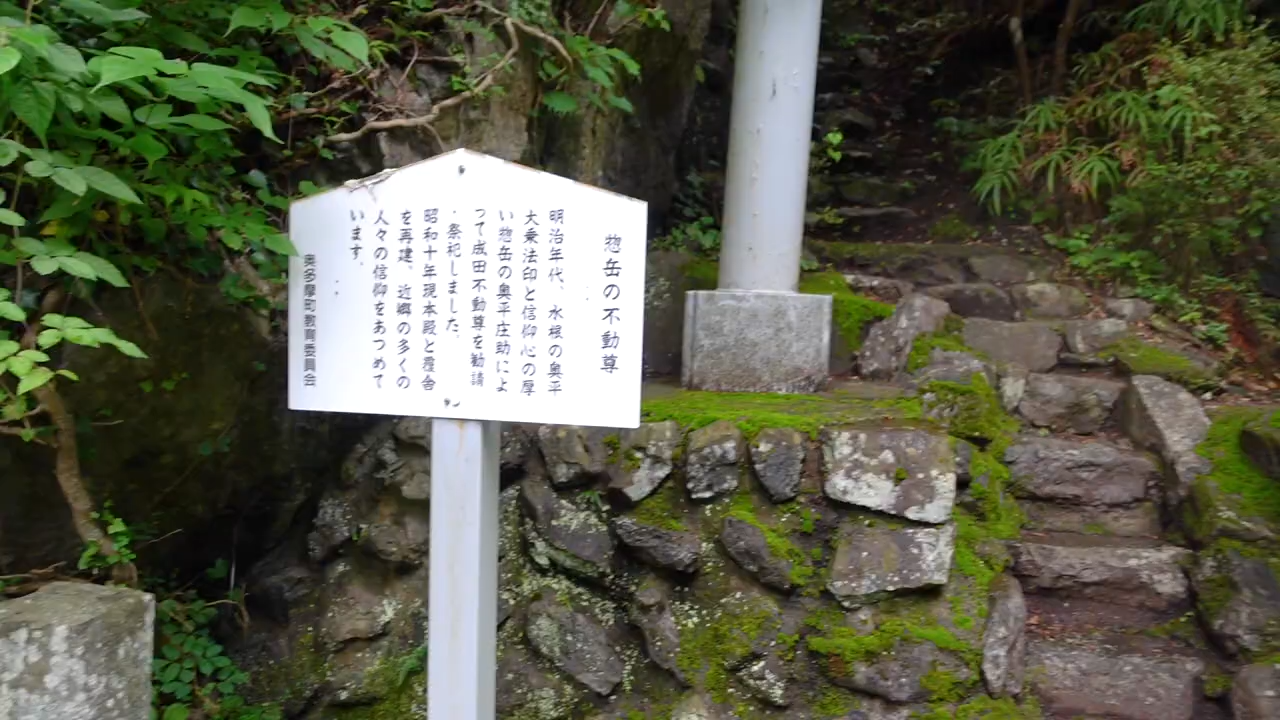 惣岳の不動尊
明治年代、水根の奥平
大乗法印と信仰心の厚
い惣岳の奥平庄助によ
って成田不動尊を勧請
・祭祀しました。
昭和十年現本殿と覆舎
を再建、近郷の多くの
人々の信仰をあつめて
います。
奥多摩町教育委員会